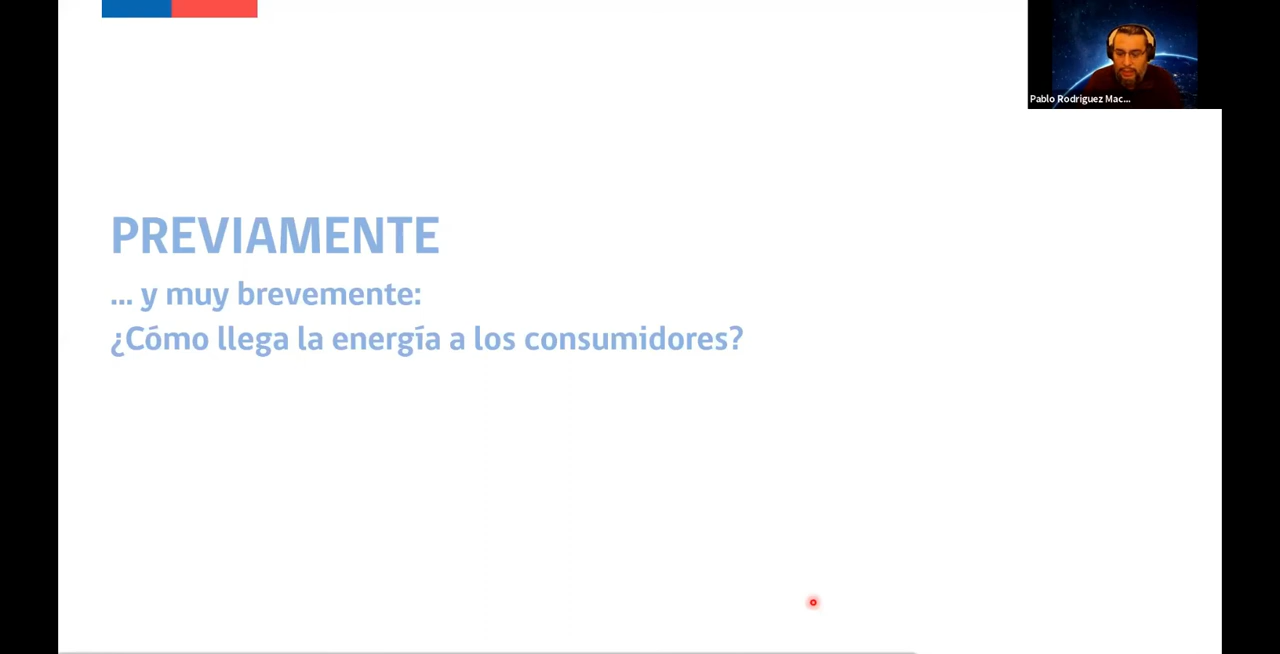 Pablo Rodriguez Mac...
PREVIAMENTE
... y muy brevemente:
¿Cómo llega la energía a los consumidores?